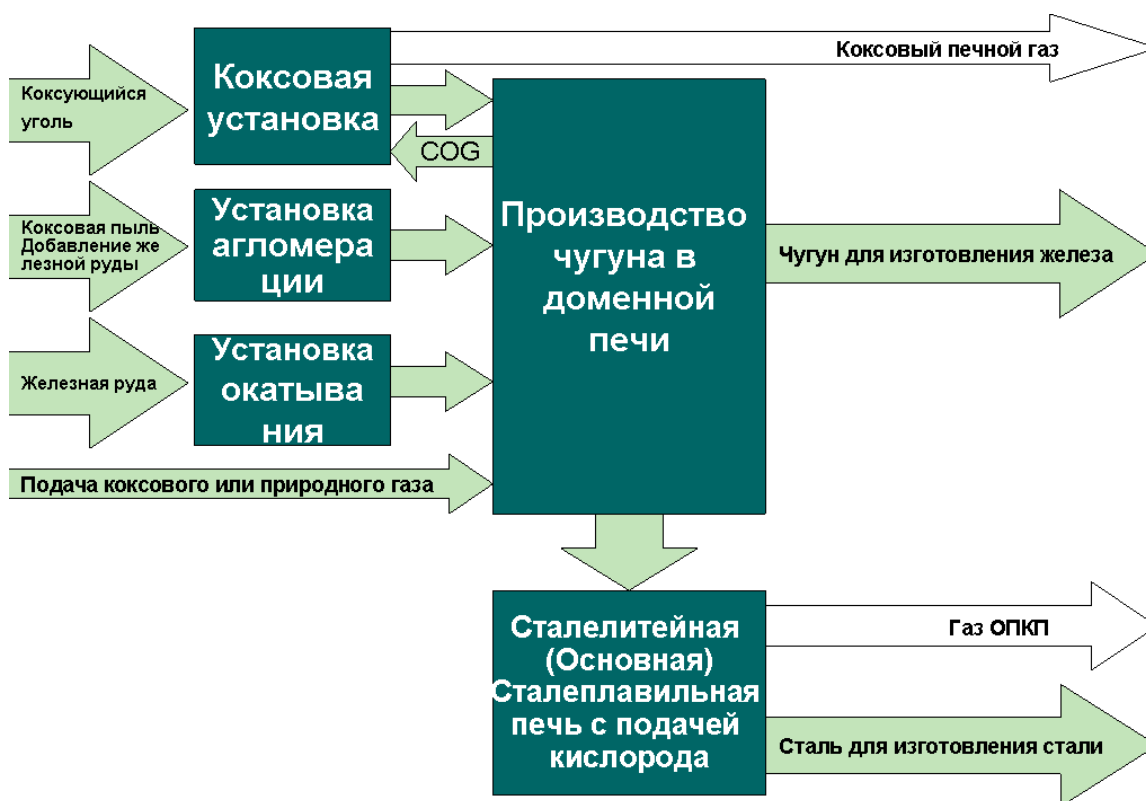 Коксовый печной газ
Коксующийся
уголь
Коксовая
установка
COG
Коксовая пыль
Добавление же
лезной руды
Установка
агломера
ции
Производство
чугуна в
доменной
печи
Чугун для изготовления железа
Железная руда
Установка
окатыва
ния
Подача коксового или природного газа
Сталелитейная
(Основная)
Сталеплавильная
печь с подачей
кислорода
Газ ОПКП
Сталь для изготовления стали